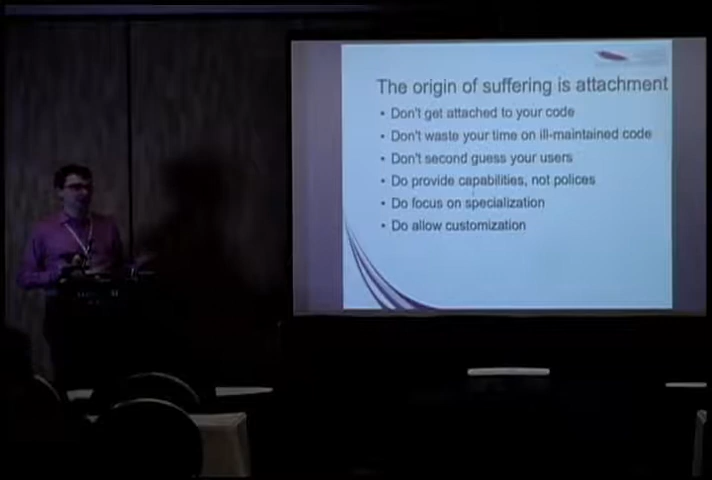 The origin of suffering is attachment
• Don't get attached to your code
• Don't waste your time on ill-maintained code
• Don't second guess your users
• Do provide capabilities, not polices
• Do focus on specialization
• Do allow customization